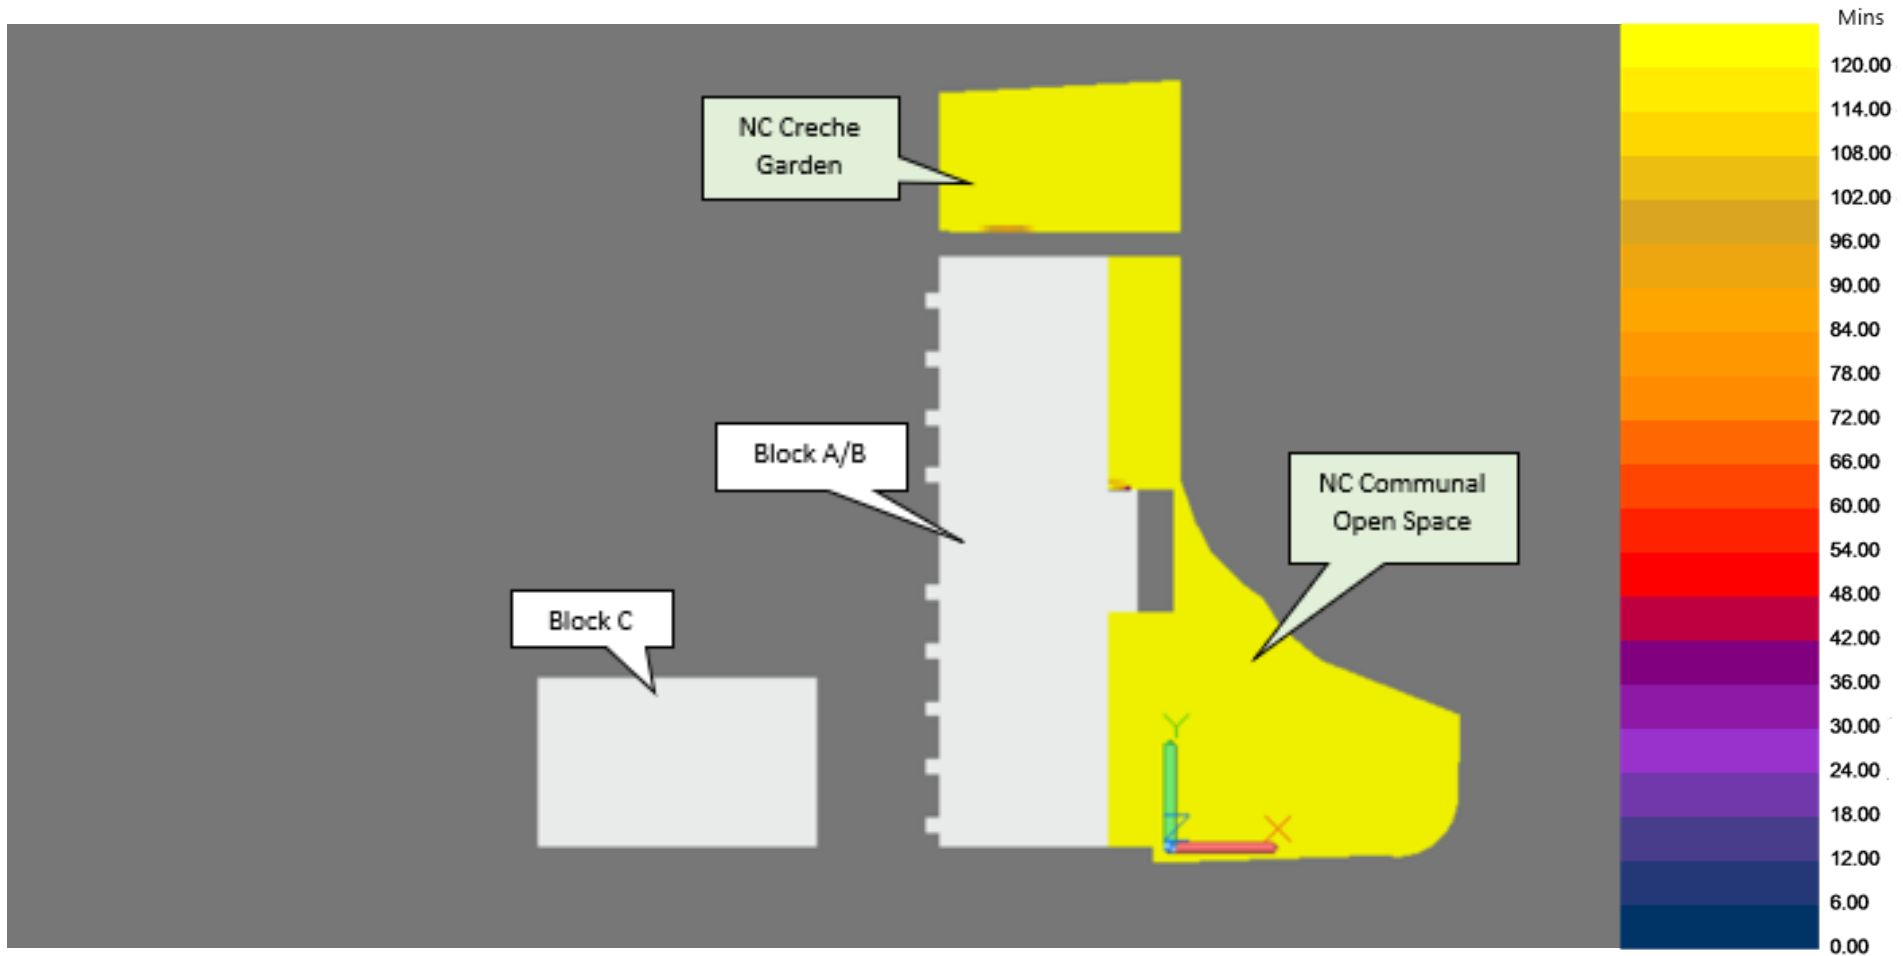 Mins
NC Creche
Garden
Block A/B
NC Communal
Open Space
Block C
Y
Z
X
120.00
114.00
108.00
102.00
96.00
90.00
84.00
78.00
72.00
66.00
60.00
54.00
48.00
42.00
36.00
30.00
24.00
18.00
12.00
6.00
0.00